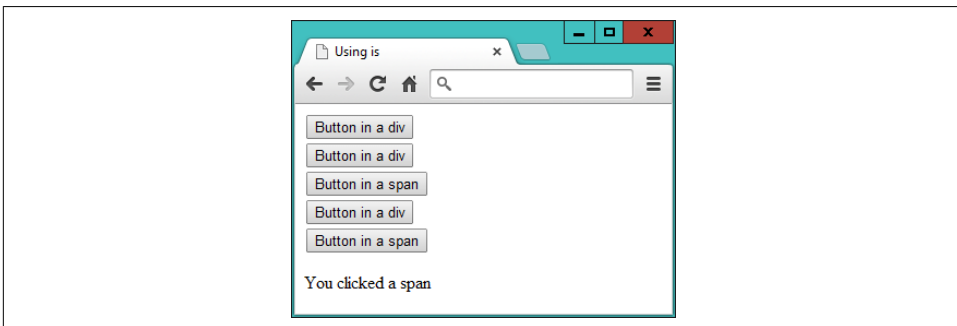 Using is
Button in a div
Button in a div
Button in a span
Button in a div
Button in a span
You clicked a span